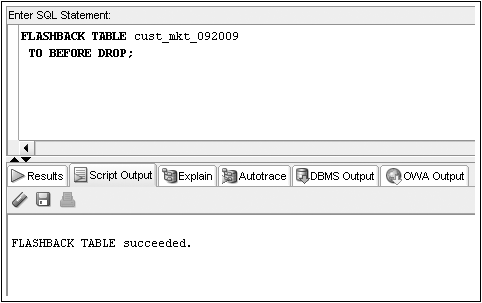 Enter SQL Statement:
FLASHBACK TABLE cust_mkt_092009
TO BEFORE DROP;
Results Script Output Explain Autotrace DBMS Output OWA Output
FLASHBACK TABLE succeeded.